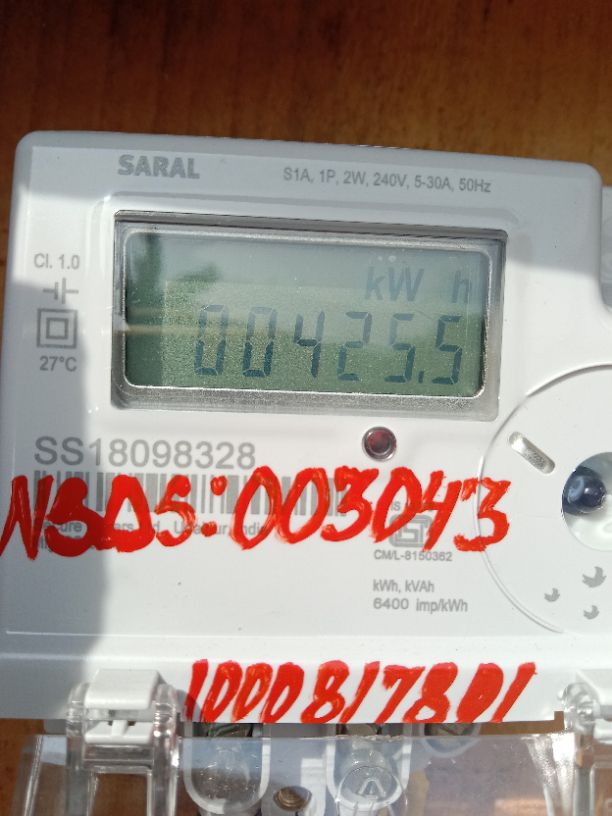 SARAL
S1A, 1P, 2W, 240V, 5-30A, 50Hz
Cl. 1.0
27°C
kW h
00425.5
SS18098328
NSDS:003043
CM/L-8150362
kWh, kVAh
6400 imp/kWh
1000817801